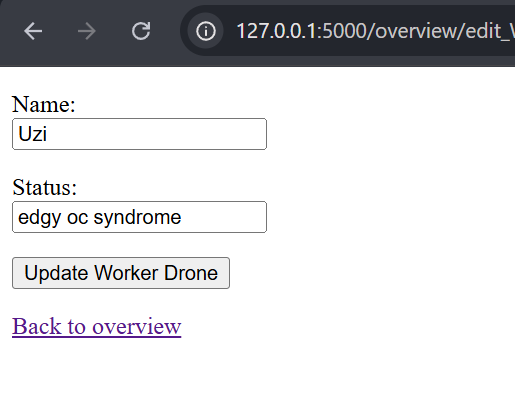 127.0.0.1:5000/overview/edit_
Name:
Uzi
Status:
edgy oc syndrome
Update Worker Drone
Back to overview